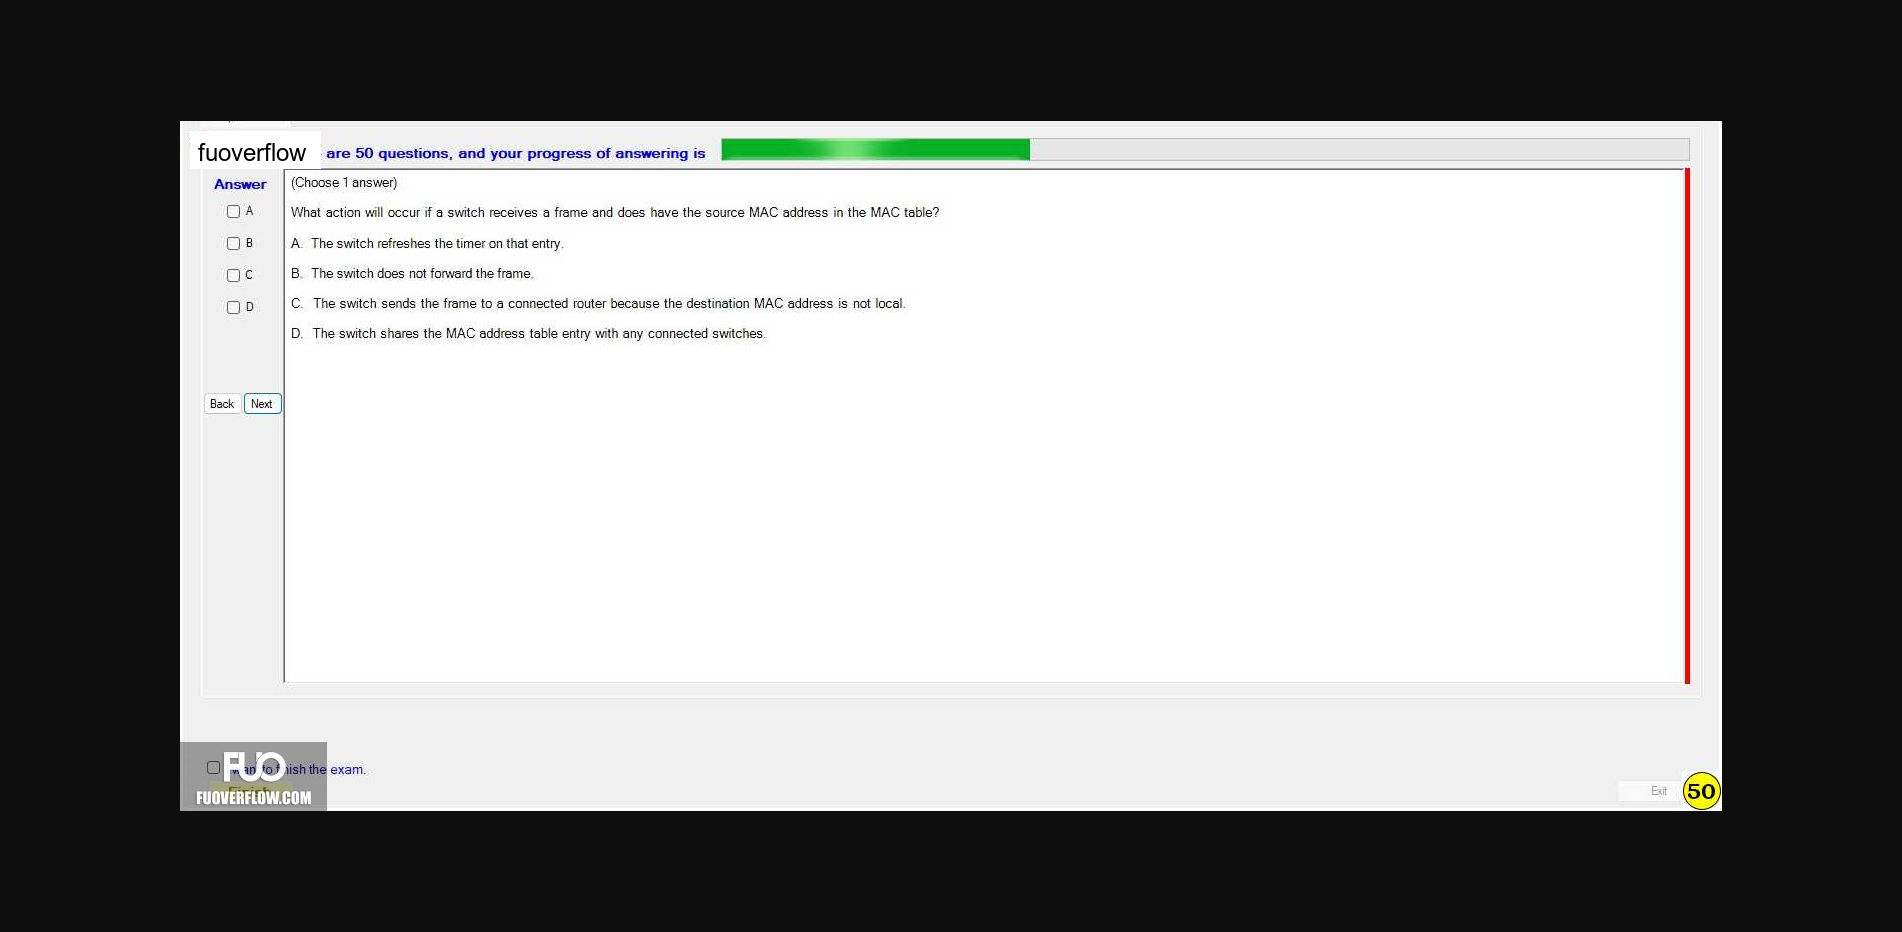 fuoverflow are 50 questions, and your progress of answering is
Answer
(Choose 1 answer)
A
What action will occur if a switch receives a frame and does have the source MAC address in the MAC table?
B
A. The switch refreshes the timer on that entry.
C
B. The switch does not forward the frame.
D
C. The switch sends the frame to a connected router because the destination MAC address is not local.
D. The switch shares the MAC address table entry with any connected switches.
Back Next
FUO
want to finish the exam.
Finish
FUOVERFLOW.COM
Exit
50